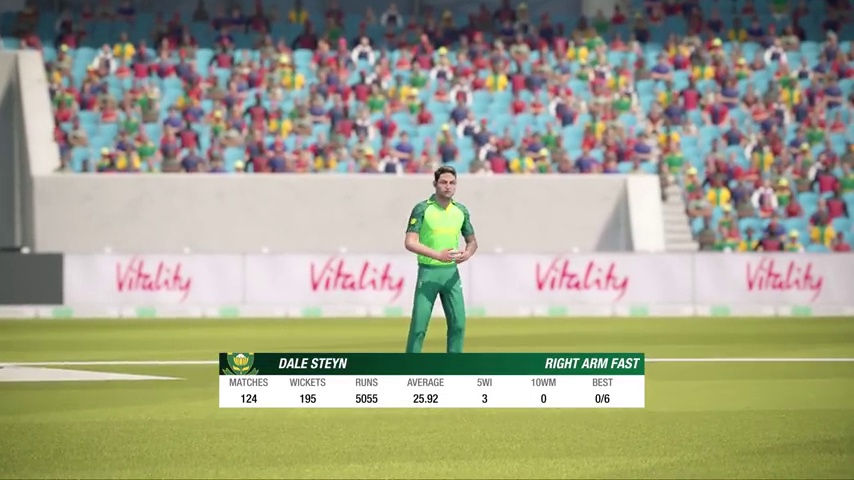 Vitality Vitality Vitality Vitality
DALE STEYN RIGHT ARM FAST
MATCHES WICKETS RUNS AVERAGE 5WI 10WM BEST
124 195 5055 25.92 3 0 0/6